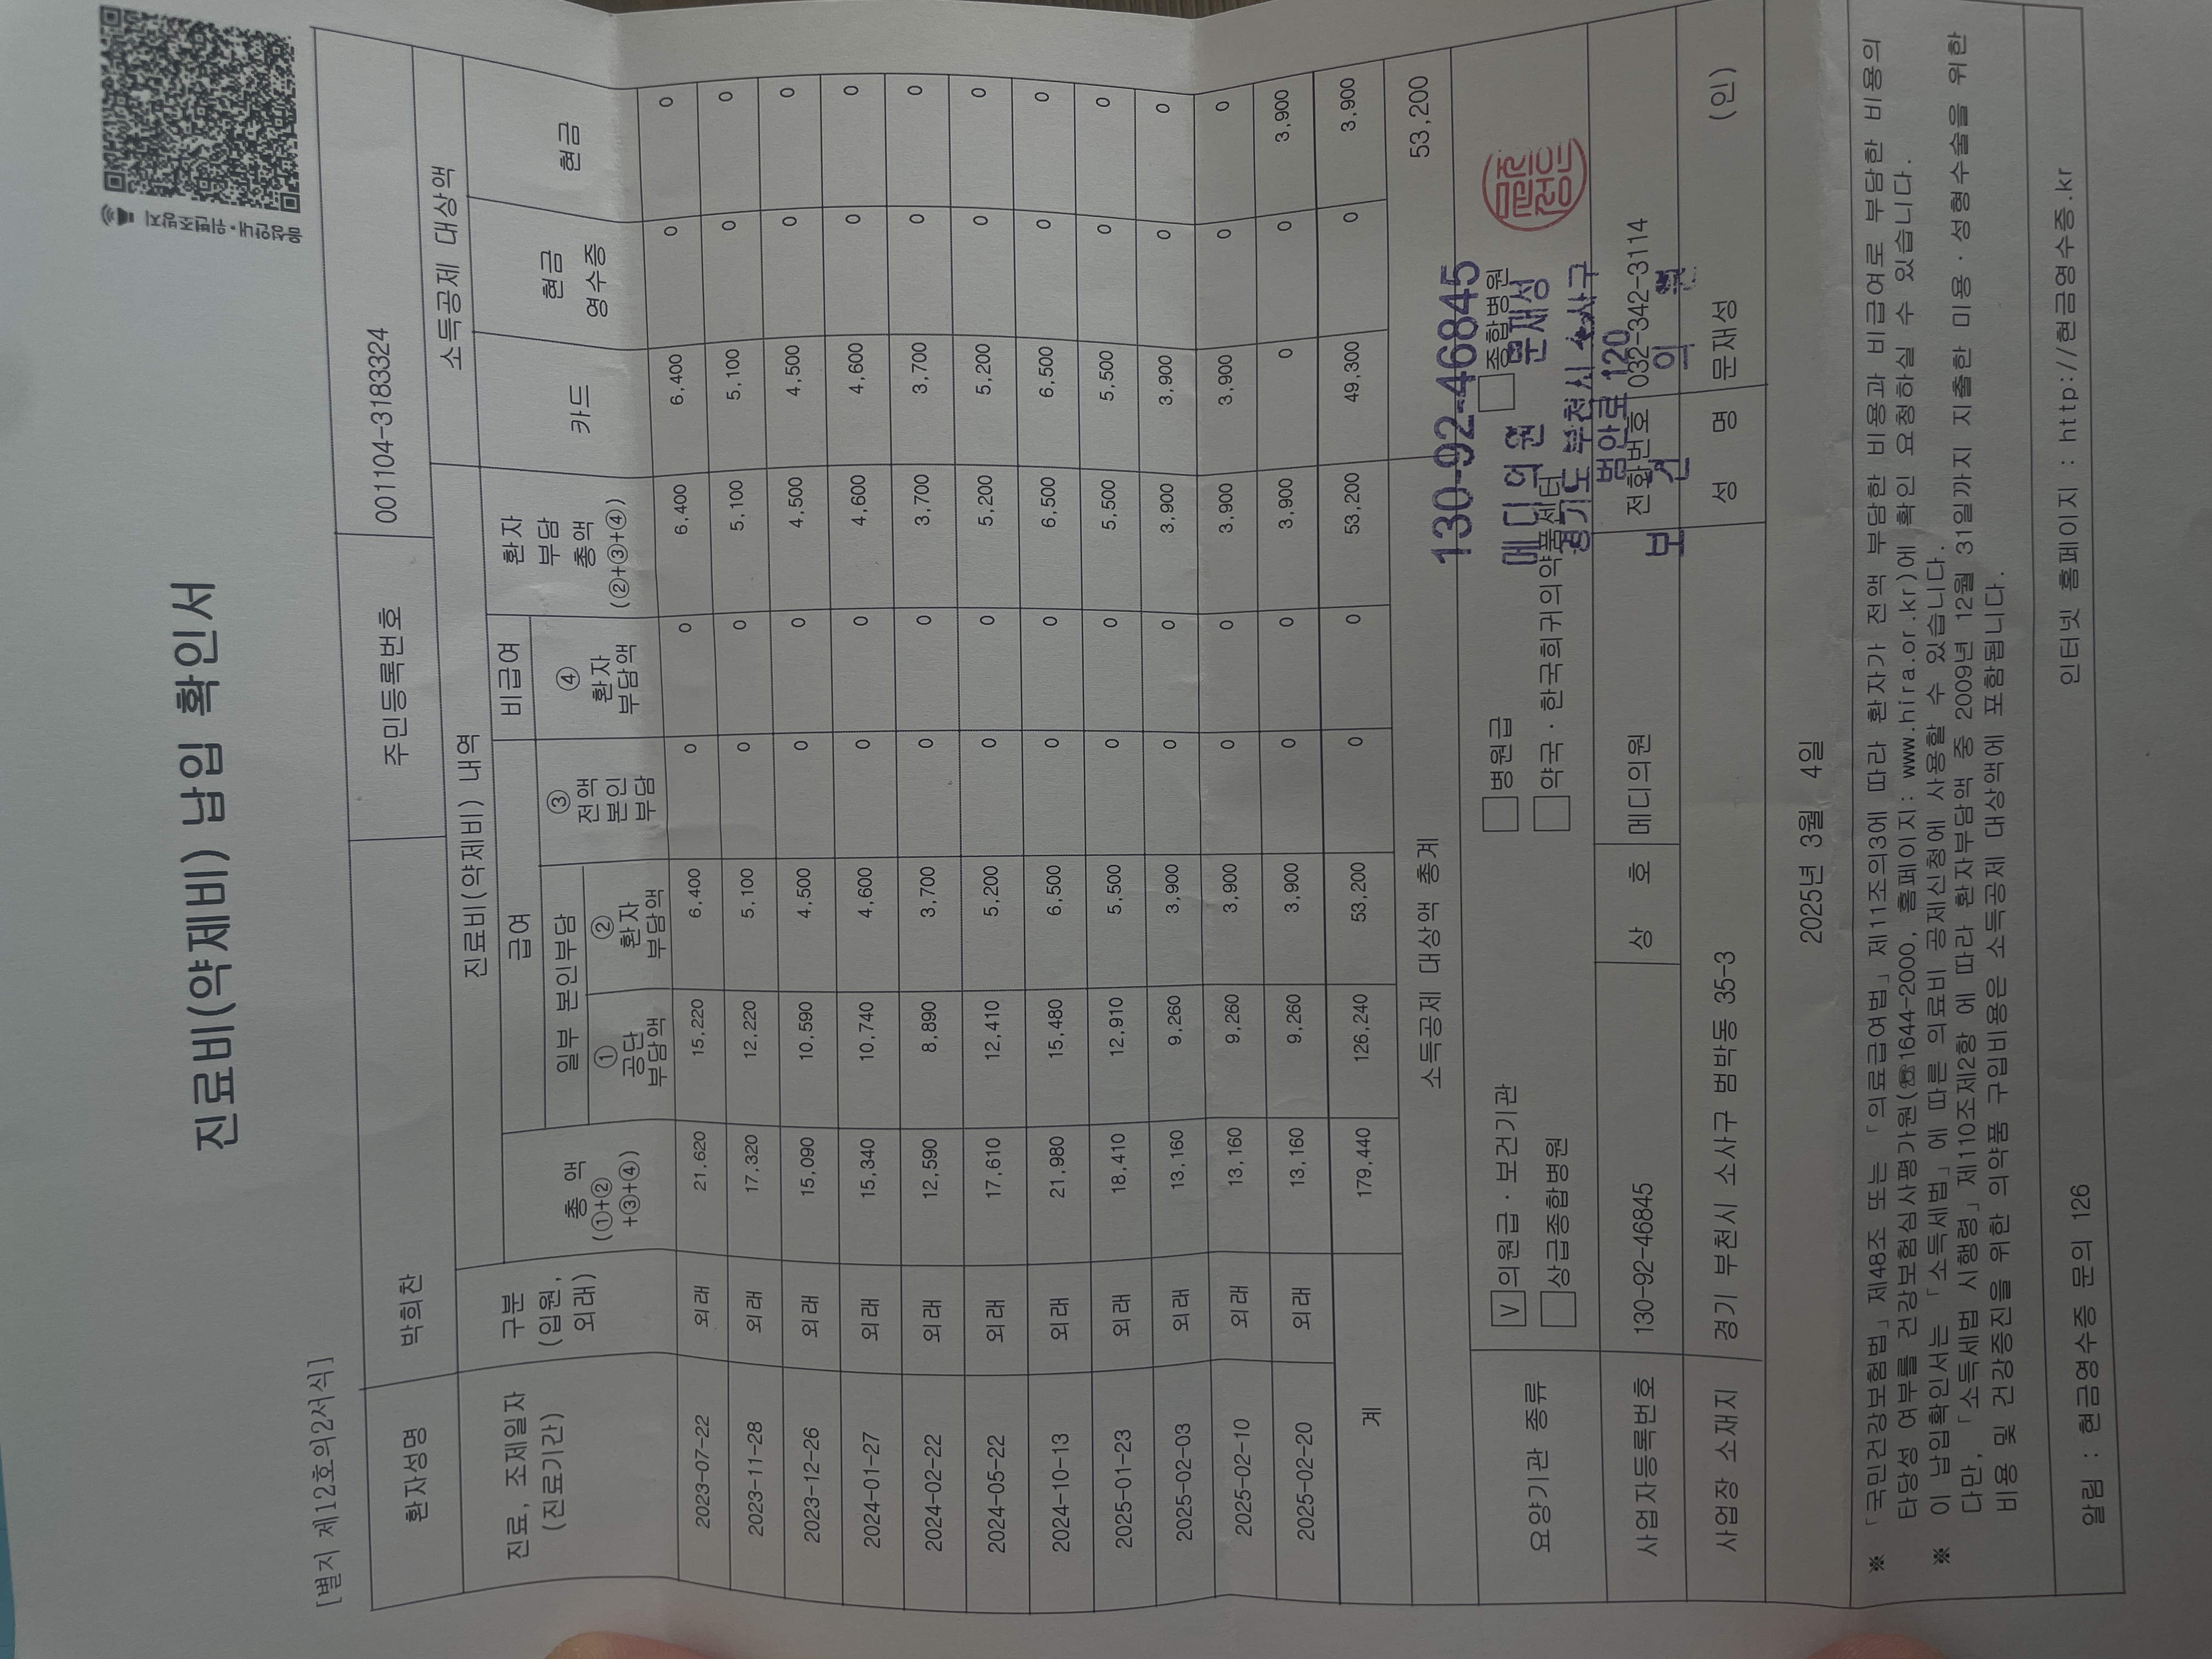 음성안내·위변조방지
진료비(약제비) 납입 확인서
[별지 제12호의2서식]
환자성명 박희찬 주민등록번호 001104-3183324
진료, 조제일자 (진료기간) 구분 (입원, 외래) 진료비(약제비) 내역 소득공제 대상액
총 액 (①+②+③+④) 급여 비급여 환자 부담 총액 (②+③+④) 카드 현금영수증 현금
일부 본인부담 ③ 전액 본인 부담 ④ 환자 부담액
① 공단 부담액 ② 환자 부담액
2023-07-22 외래 21,620 15,220 6,400 0 0 6,400 6,400 0 0
2023-11-28 외래 17,320 12,220 5,100 0 0 5,100 5,100 0 0
2023-12-26 외래 15,090 10,590 4,500 0 0 4,500 4,500 0 0
2024-01-27 외래 15,340 10,740 4,600 0 0 4,600 4,600 0 0
2024-02-22 외래 12,590 8,890 3,700 0 0 3,700 3,700 0 0
2024-05-22 외래 17,610 12,410 5,200 0 0 5,200 5,200 0 0
2024-10-13 외래 21,980 15,480 6,500 0 0 6,500 6,500 0 0
2025-01-23 외래 18,410 12,910 5,500 0 0 5,500 5,500 0 0
2025-02-03 외래 13,160 9,260 3,900 0 0 3,900 3,900 0 0
2025-02-10 외래 13,160 9,260 3,900 0 0 3,900 3,900 0 0
2025-02-20 외래 13,160 9,260 3,900 0 0 3,900 0 0 3,900
계 179,440 126,240 53,200 0 0 53,200 49,300 0 3,900
소득공제 대상액 총계 53,200
130-92-46845
요양기관 종류 V 의원급·보건기관 병원급 종합병원
메디의원 문재성
상급종합병원 약국·한국희귀의약품센터
경기도 부천시 소사구
범안로 120
사업자등록번호 130-92-46845 상 호 메디의원 전화번호 032-342-3114
보 건 의
사업장 소재지 경기 부천시 소사구 범박동 35-3 성 명 문재성 (인)
2025년 3월 4일
※ 「국민건강보험법」제48조 또는 「의료급여법」제11조의3에 따라 환자가 전액 부담한 비용과 비급여로 부담한 비용의
타당성 여부를 건강보험심사평가원(☏1644-2000, 홈페이지: www.hira.or.kr)에 확인 요청하실 수 있습니다.
※ 이 납입확인서는 「소득세법」에 따른 의료비 공제신청에 사용할 수 있습니다.
다만, 「소득세법 시행령」제110조제2항 에 따라 환자부담액 중 2009년 12월 31일까지 지출한 미용·성형수술을 위한
비용 및 건강증진을 위한 의약품 구입비용은 소득공제 대상액에 포함됩니다.
알림 : 현금영수증 문의 126 인터넷 홈페이지 : http://현금영수증.kr